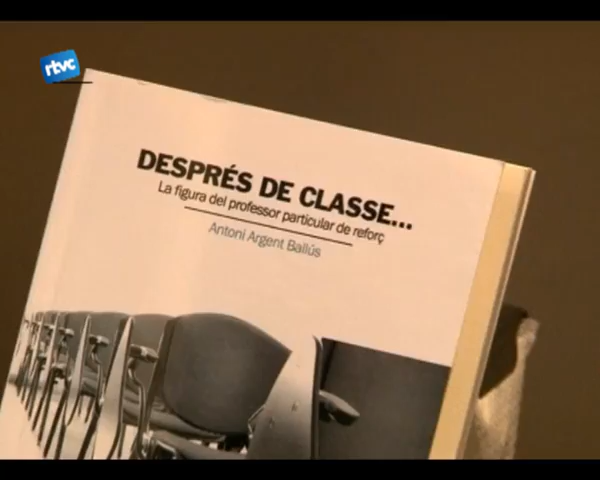 rtvc
DESPRÉS DE CLASSE...
La figura del professor particular de reforç
Antoni Argent Ballús